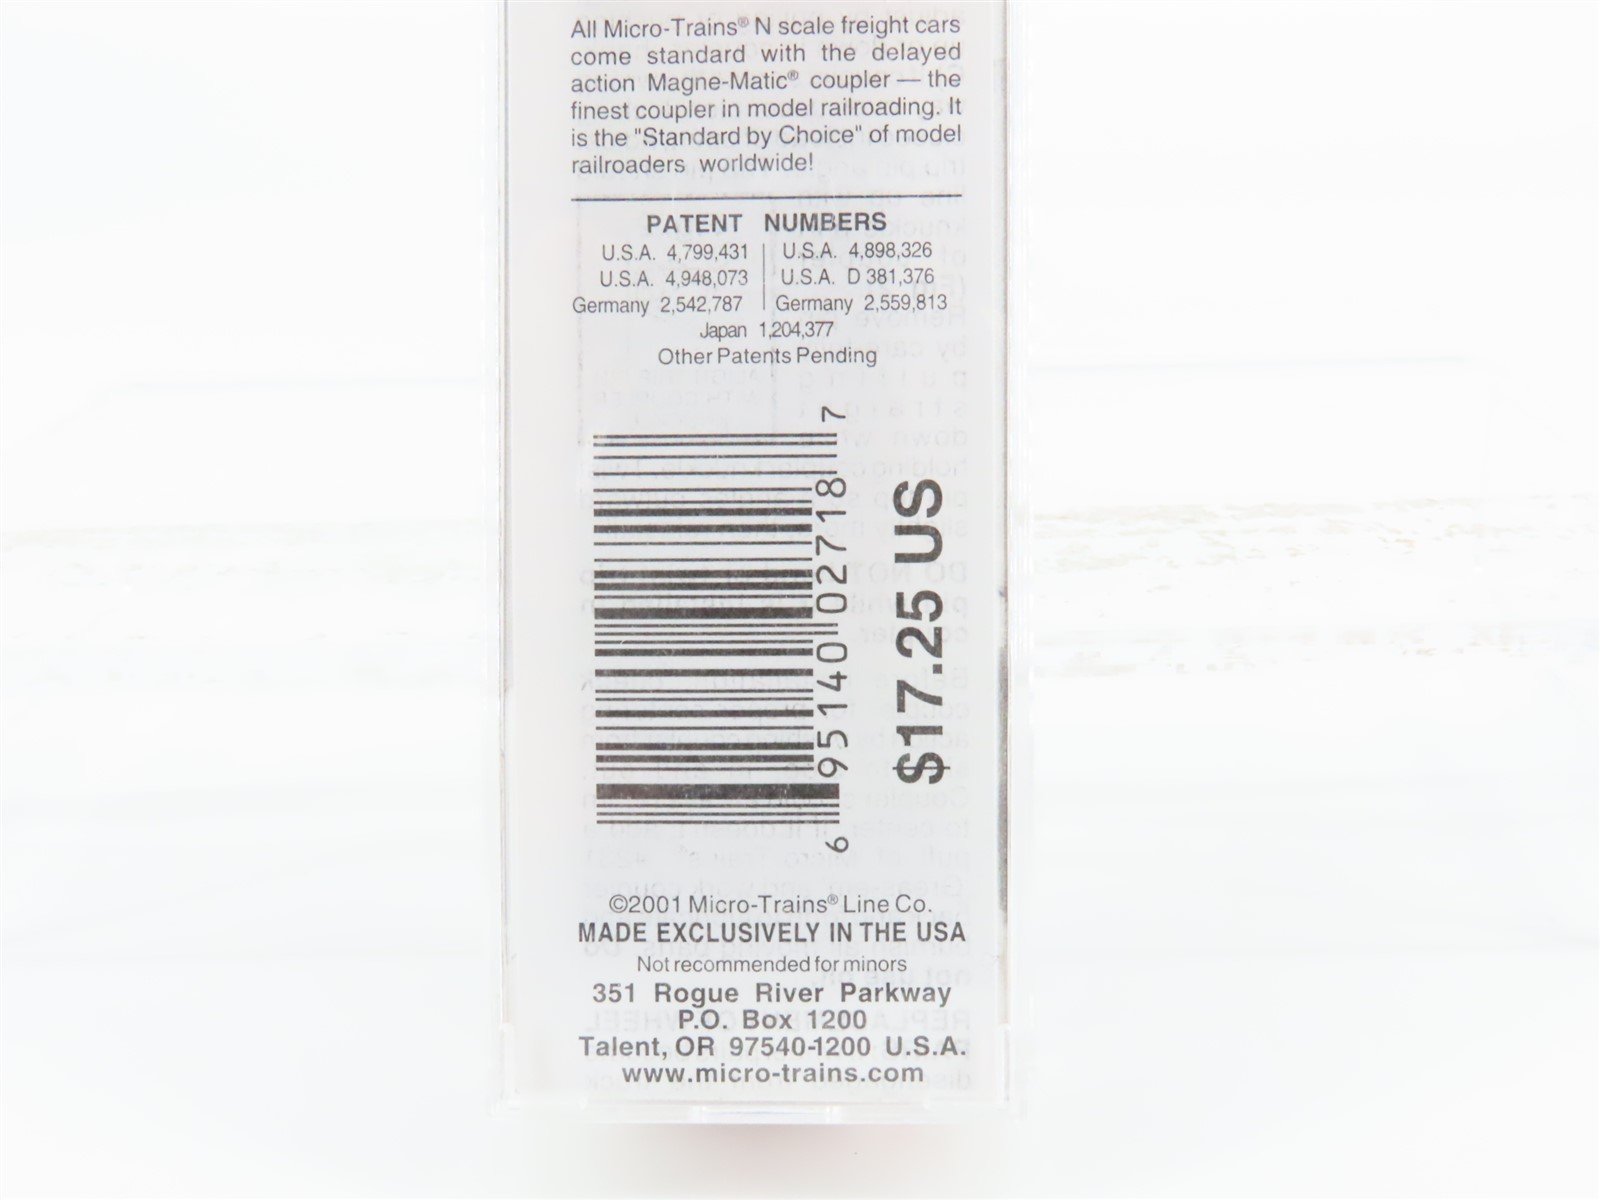 All Micro-Trains® N scale freight cars
come standard with the delayed
action Magne-Matic® coupler — the
finest coupler in model railroading. It
is the "Standard by Choice" of model
railroaders worldwide!
PATENT NUMBERS
U.S.A. 4,799,431 | U.S.A. 4,898,326
U.S.A. 4,948,073 | U.S.A. D 381,376
Germany 2,542,787 | Germany 2,559,813
Japan 1,204,377
Other Patents Pending
6 95140 02718 7
$17.25 US
©2001 Micro-Trains® Line Co.
MADE EXCLUSIVELY IN THE USA
Not recommended for minors
351 Rogue River Parkway
P.O. Box 1200
Talent, OR 97540-1200 U.S.A.
www.micro-trains.com